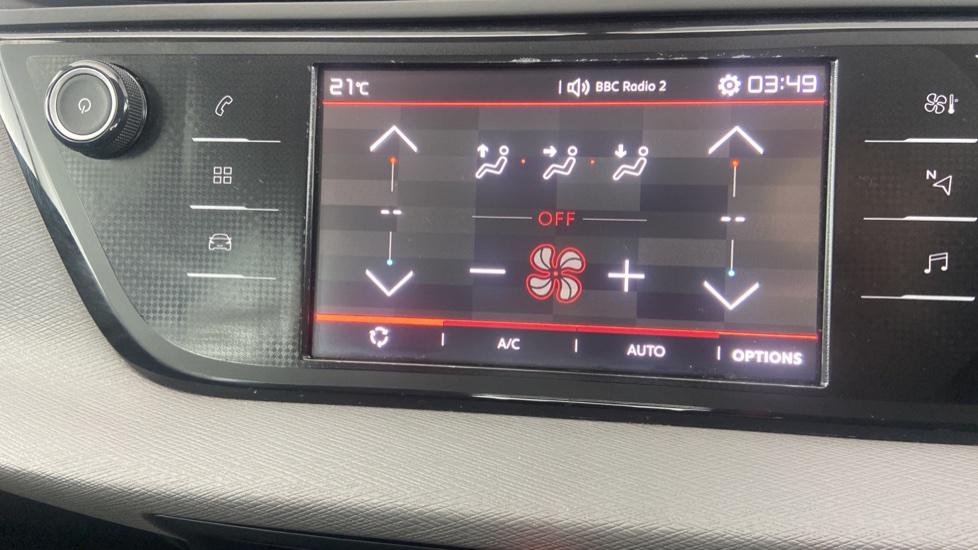 21°C BBC Radio 2 03:49
N
-- --
OFF
A/C AUTO OPTIONS